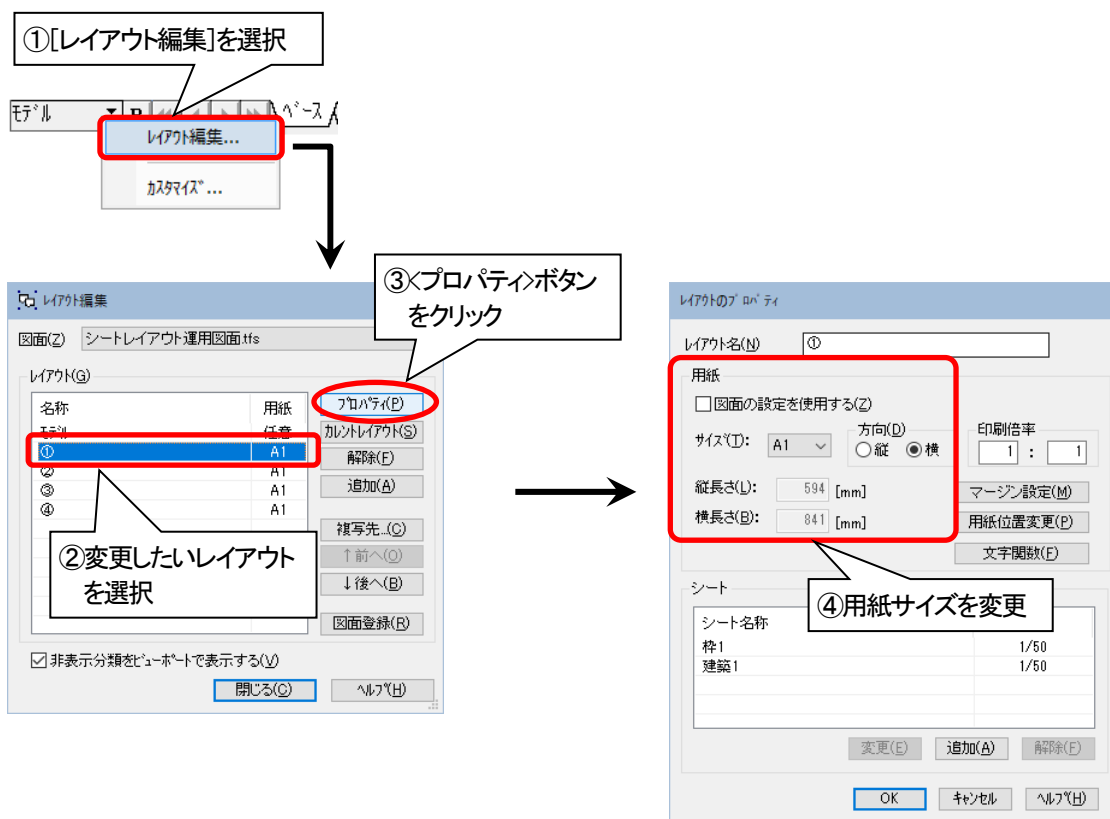 ①[レイアウト編集]を選択
ﾓﾃﾞﾙ
ﾍﾞｰｽ
ﾚｲｱｳﾄ編集...
ｶｽﾀﾏｲｽﾞ...
③<プロパティ>ボタン
をクリック
ﾚｲｱｳﾄ編集
図面(Z) シートレイアウト運用図面.tfs
ﾚｲｱｳﾄ(G)
名称 用紙
ﾓﾃﾞﾙ 任意
① A1
② A1
③ A1
④ A1
ﾌﾟﾛﾊﾟﾃｨ(P)
ｶﾚﾝﾄﾚｲｱｳﾄ(S)
解除(F)
追加(A)
複写先...(C)
↑前へ(O)
↓後へ(B)
図面登録(R)
②変更したいレイアウト
を選択
非表示分類をﾋﾞｭｰﾎﾟｰﾄで表示する(V)
閉じる(C) ﾍﾙﾌﾟ(H)
ﾚｲｱｳﾄのﾌﾟﾛﾊﾟﾃｨ
ﾚｲｱｳﾄ名(N) ①
用紙
図面の設定を使用する(Z)
ｻｲｽﾞ(T): A1
方向(D)
縦 横
印刷倍率
1 : 1
縦長さ(L): 594 [mm]
横長さ(B): 841 [mm]
マージン設定(M)
用紙位置変更(P)
文字関数(F)
④用紙サイズを変更
シート
シート名称
枠1 1/50
建築1 1/50
変更(E) 追加(A) 解除(F)
OK ｷｬﾝｾﾙ ﾍﾙﾌﾟ(H)